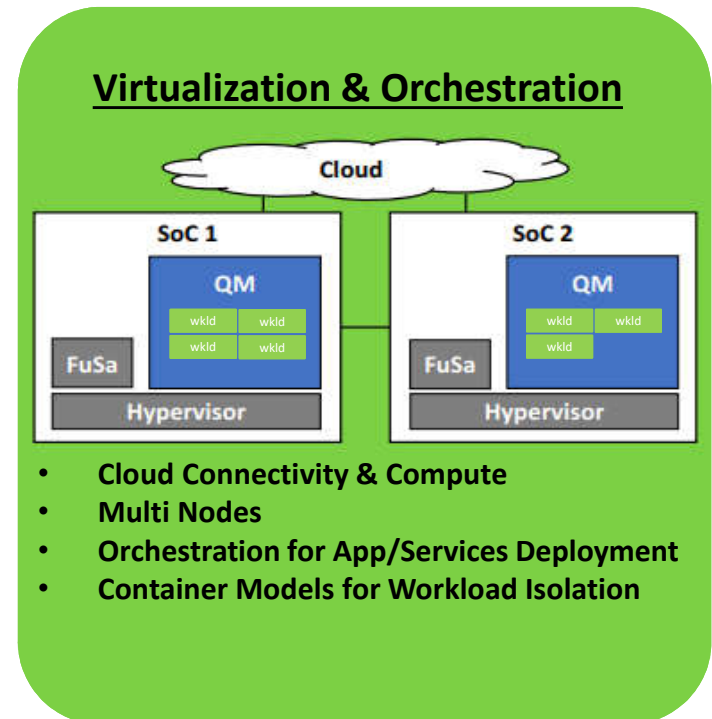 Virtualization & Orchestration
Cloud
SoC 1
QM
wkld wkld
wkld wkld
FuSa
Hypervisor
SoC 2
QM
wkld wkld
wkld
FuSa
Hypervisor
• Cloud Connectivity & Compute
• Multi Nodes
• Orchestration for App/Services Deployment
• Container Models for Workload Isolation